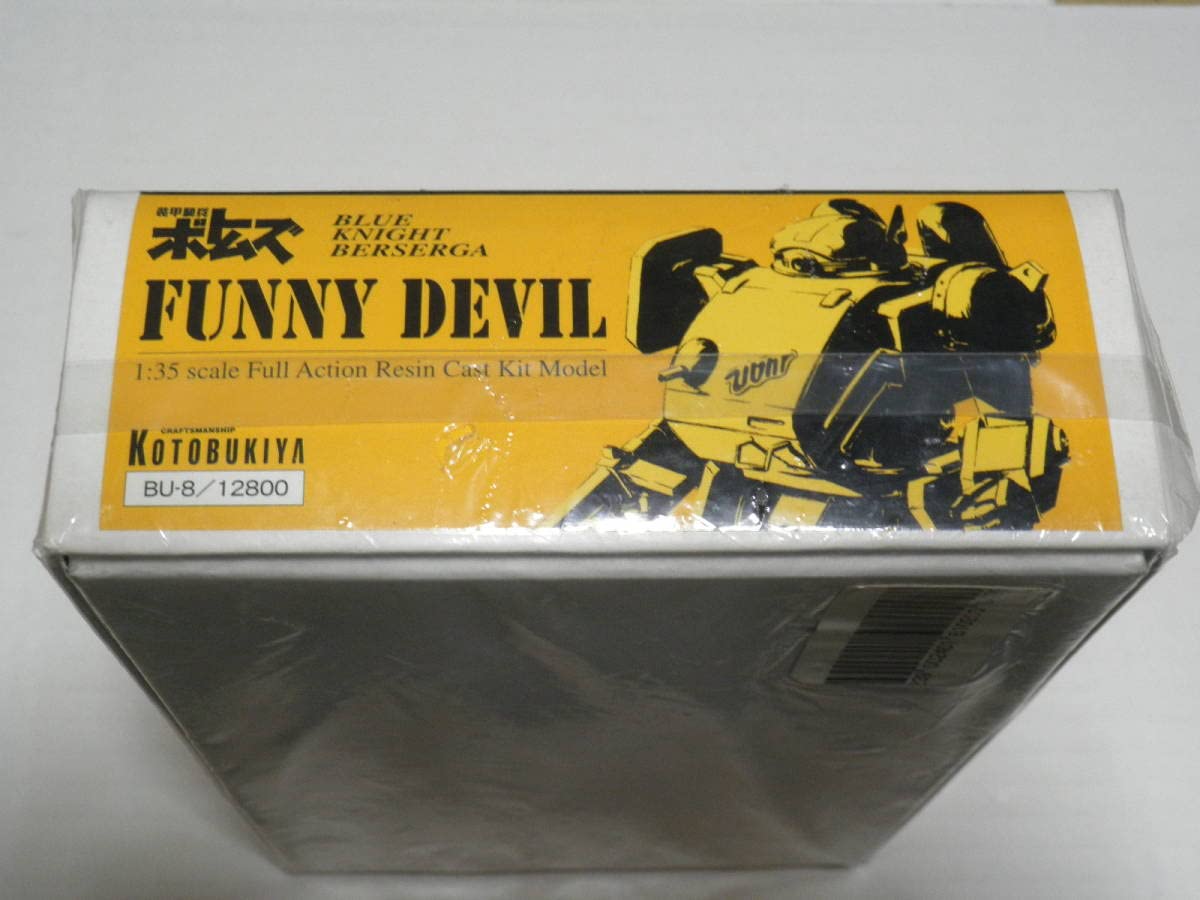 装甲騎兵
ボトムズ
BLUE
KNIGHT
BERSERGA
FUNNY DEVIL
1:35 scale Full Action Resin Cast Kit Model
CRAFTSMANSHIP
KOTOBUKIYA
BU-8/12800